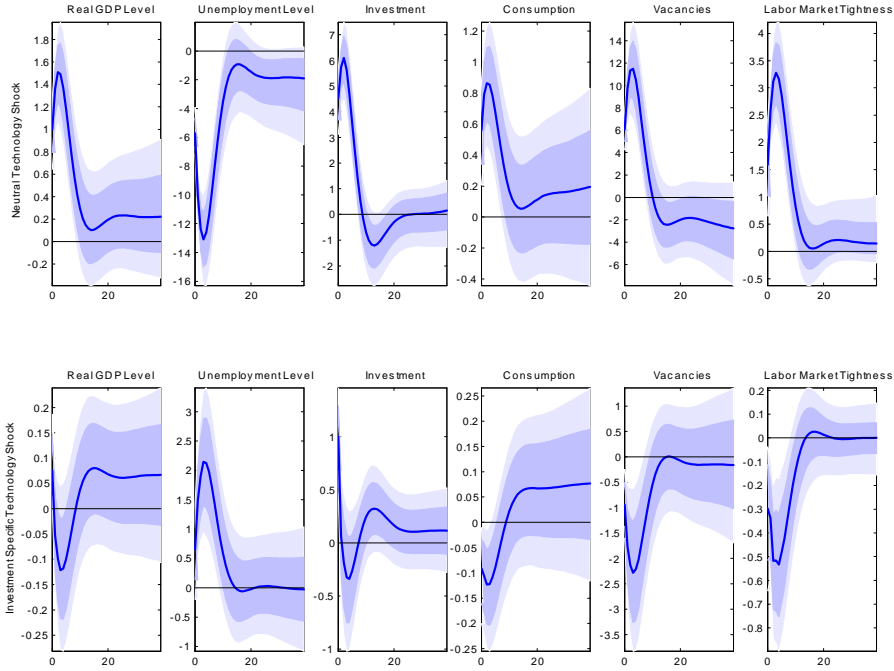 Real GDP Level Unemployment Level Investment Consumption Vacancies Labor Market Tightness
Neutral Technology Shock
1.8 1.6 1.4 1.2 1 0.8 0.6 0.4 0.2 0 -0.2
0 20
0 -2 -4 -6 -8 -10 -12 -14 -16
0 20
7 6 5 4 3 2 1 0 -1 -2
0 20
1.2 1 0.8 0.6 0.4 0.2 0 -0.2 -0.4
0 20
14 12 10 8 6 4 2 0 -2 -4 -6
0 20
4 3.5 3 2.5 2 1.5 1 0.5 0 -0.5
0 20
Real GDP Level Unemployment Level Investment Consumption Vacancies Labor Market Tightness
Investment Specific Technology Shock
0.2 0.15 0.1 0.05 0 -0.05 -0.1 -0.15 -0.2 -0.25
0 20
3 2.5 2 1.5 1 0.5 0 -0.5 -1
0 20
1 0.5 0 -0.5 -1
0 20
0.25 0.2 0.15 0.1 0.05 0 -0.05 -0.1 -0.15 -0.2 -0.25
0 20
1 0.5 0 -0.5 -1 -1.5 -2 -2.5 -3 -3.5
0 20
0.2 0.1 0 -0.1 -0.2 -0.3 -0.4 -0.5 -0.6 -0.7 -0.8
0 20